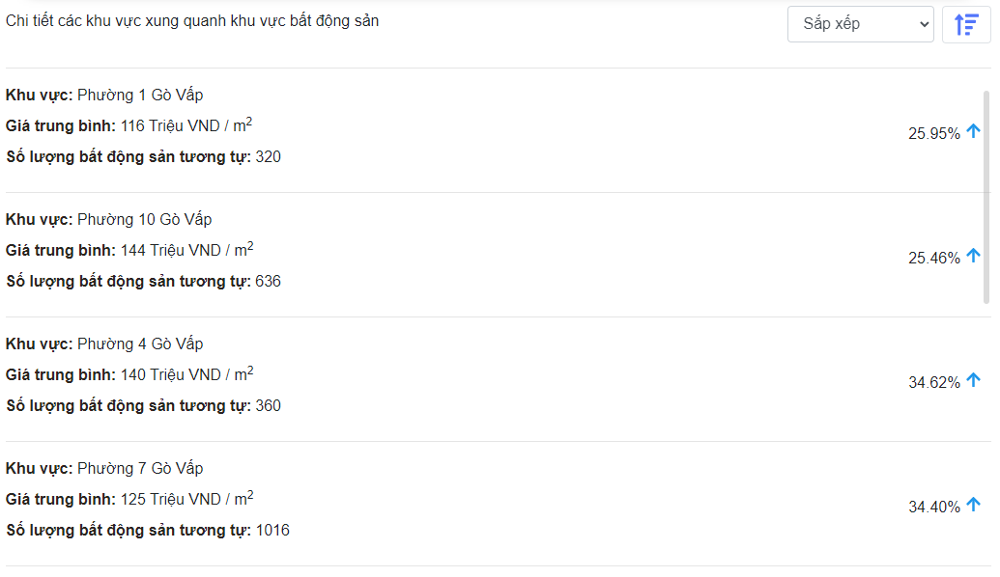 Chi tiết các khu vực xung quanh khu vực bất động sản
Sắp xếp
Khu vực: Phường 1 Gò Vấp
Giá trung bình: 116 Triệu VND / m²
25.95%
Số lượng bất động sản tương tự: 320
Khu vực: Phường 10 Gò Vấp
Giá trung bình: 144 Triệu VND / m²
25.46%
Số lượng bất động sản tương tự: 636
Khu vực: Phường 4 Gò Vấp
Giá trung bình: 140 Triệu VND / m²
34.62%
Số lượng bất động sản tương tự: 360
Khu vực: Phường 7 Gò Vấp
Giá trung bình: 125 Triệu VND / m²
34.40%
Số lượng bất động sản tương tự: 1016